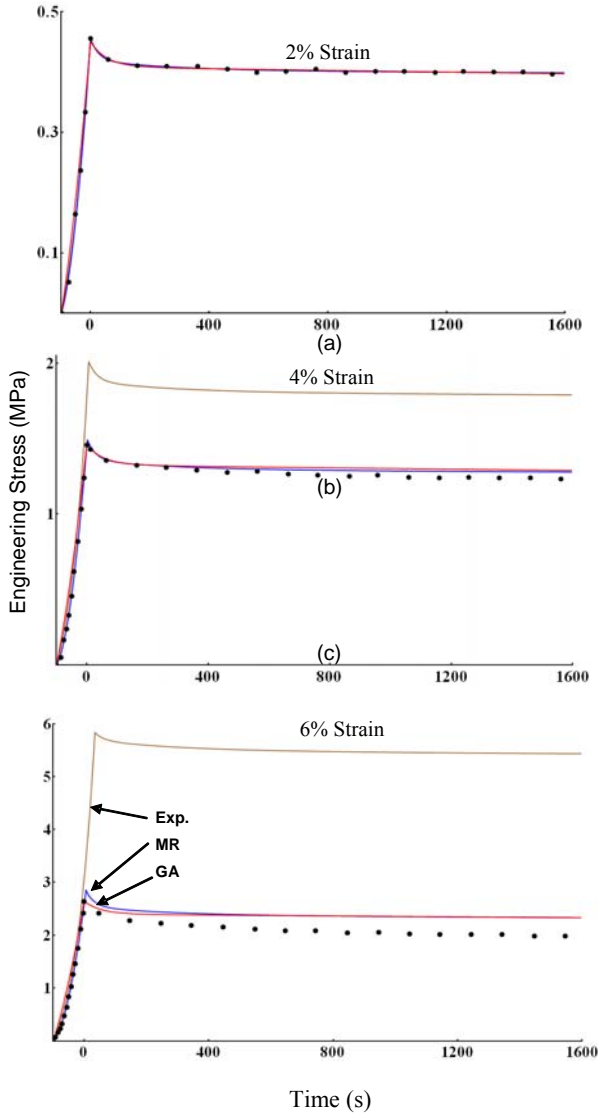 0.5
2% Strain
0.3
0.1
0 400 800 1200 1600
(a)
Engineering Stress (MPa)
2
4% Strain
1
(b)
(c)
0 400 800 1200 1600
6
6% Strain
5
4
Exp.
MR
3
GA
2
1
0 400 800 1200 1600
Time (s)